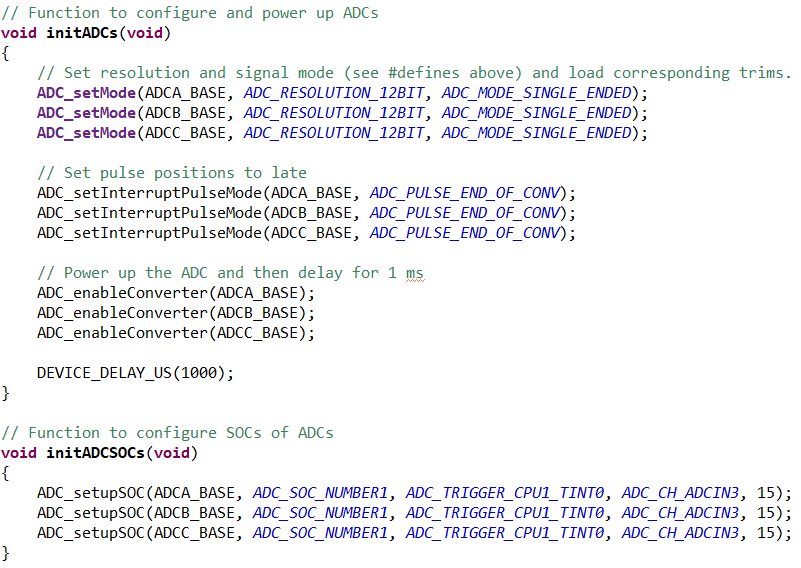 // Function to configure and power up ADCs
void initADCs(void)
{
// Set resolution and signal mode (see #defines above) and load corresponding trims.
ADC_setMode(ADCA_BASE, ADC_RESOLUTION_12BIT, ADC_MODE_SINGLE_ENDED);
ADC_setMode(ADCB_BASE, ADC_RESOLUTION_12BIT, ADC_MODE_SINGLE_ENDED);
ADC_setMode(ADCC_BASE, ADC_RESOLUTION_12BIT, ADC_MODE_SINGLE_ENDED);
// Set pulse positions to late
ADC_setInterruptPulseMode(ADCA_BASE, ADC_PULSE_END_OF_CONV);
ADC_setInterruptPulseMode(ADCB_BASE, ADC_PULSE_END_OF_CONV);
ADC_setInterruptPulseMode(ADCC_BASE, ADC_PULSE_END_OF_CONV);
// Power up the ADC and then delay for 1 ms
ADC_enableConverter(ADCA_BASE);
ADC_enableConverter(ADCB_BASE);
ADC_enableConverter(ADCC_BASE);
DEVICE_DELAY_US(1000);
}
// Function to configure SOCs of ADCs
void initADCSOCs(void)
{
ADC_setupSOC(ADCA_BASE, ADC_SOC_NUMBER1, ADC_TRIGGER_CPU1_TINT0, ADC_CH_ADCIN3, 15);
ADC_setupSOC(ADCB_BASE, ADC_SOC_NUMBER1, ADC_TRIGGER_CPU1_TINT0, ADC_CH_ADCIN3, 15);
ADC_setupSOC(ADCC_BASE, ADC_SOC_NUMBER1, ADC_TRIGGER_CPU1_TINT0, ADC_CH_ADCIN3, 15);
}